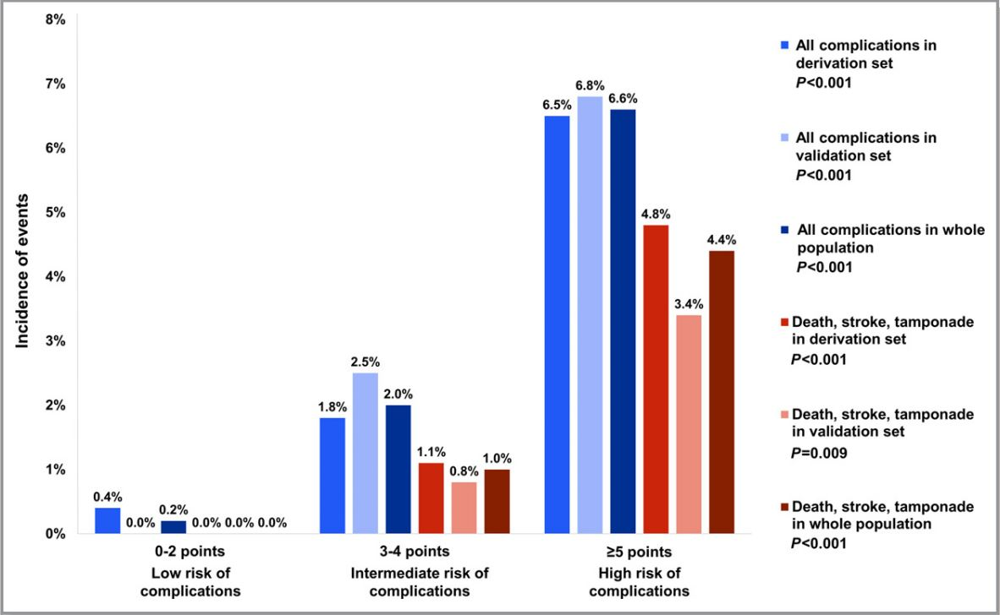 8%
7%
6%
5%
4%
3%
2%
1%
0%
Incidence of events
0.4%
0.0%
0.2%
0.0%
0.0%
0.0%
1.8%
2.5%
2.0%
1.1%
0.8%
1.0%
6.5%
6.8%
6.6%
4.8%
3.4%
4.4%
0-2 points
Low risk of
complications
3-4 points
Intermediate risk of
complications
≥5 points
High risk of
complications
All complications in
derivation set
P<0.001
All complications in
validation set
P<0.001
All complications in whole
population
P<0.001
Death, stroke, tamponade
in derivation set
P<0.001
Death, stroke, tamponade
in validation set
P=0.009
Death, stroke, tamponade
in whole population
P<0.001